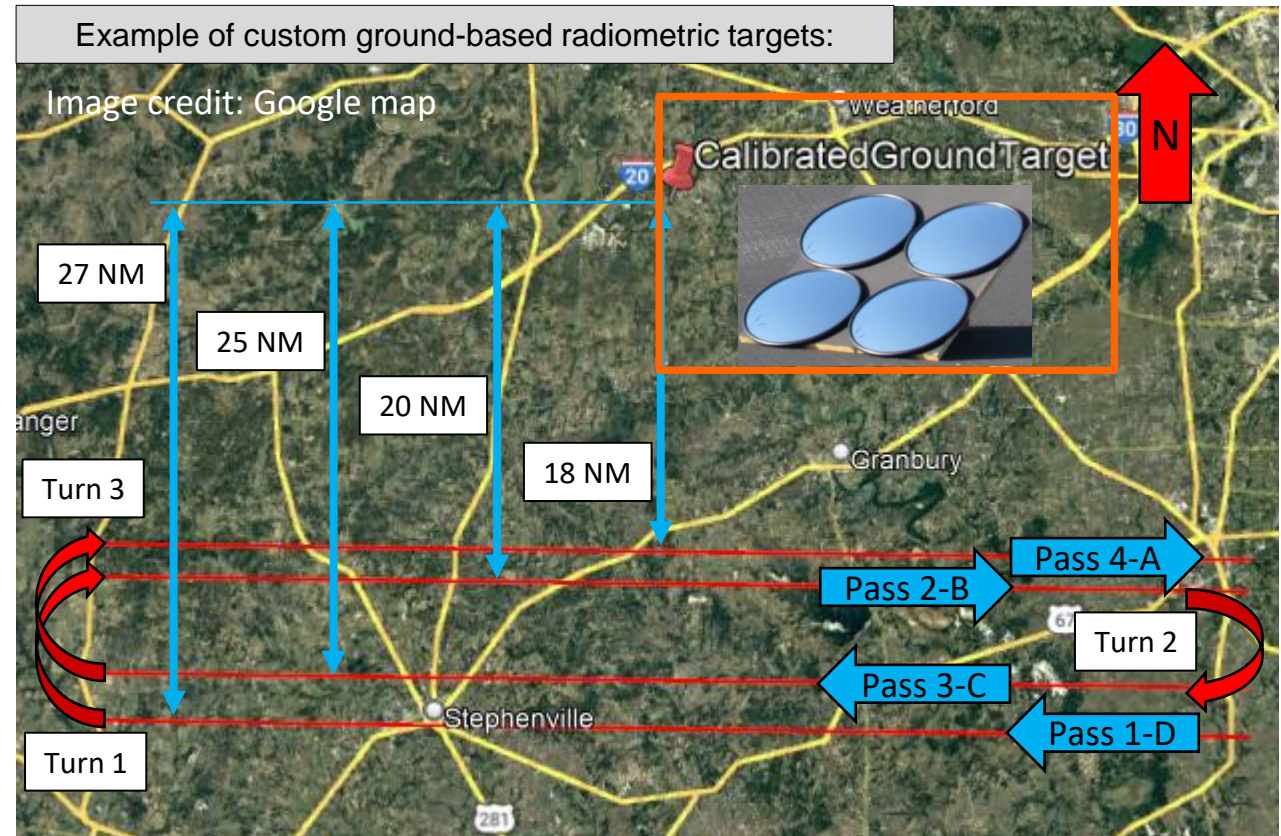 Example of custom ground-based radiometric targets:
Image credit: Google map
Weatherford
30
N
CalibratedGroundTarget
20
27 NM
25 NM
20 NM
18 NM
anger
Granbury
Turn 3
Pass 4-A
Pass 2-B
67
Turn 2
Pass 3-C
Stephenville
Pass 1-D
Turn 1
281